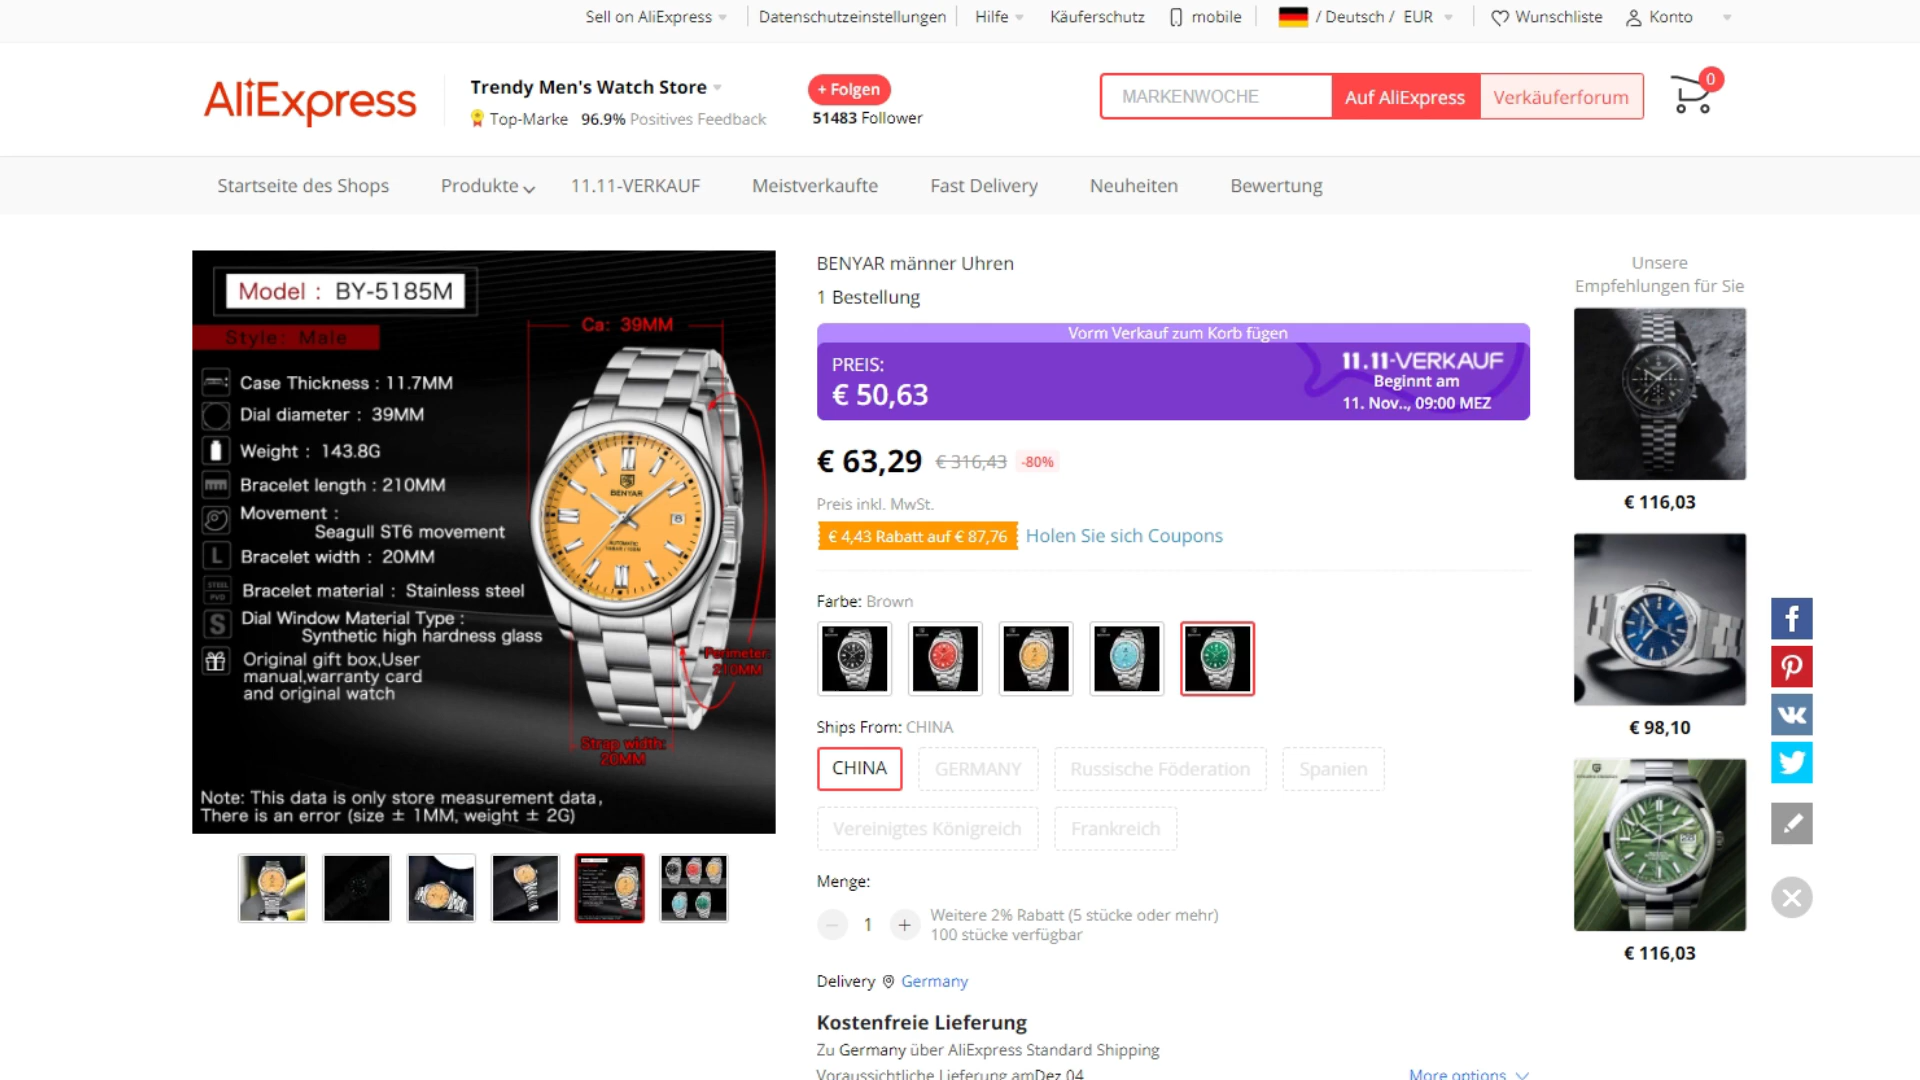 Sell on AliExpress
Datenschutzeinstellungen
Hilfe
Käuferschutz
mobile
/ Deutsch / EUR
Wunschliste
Konto
AliExpress
Trendy Men's Watch Store
Top-Marke 96.9% Positives Feedback
+ Folgen
51483 Follower
MARKENWOCHE
Auf AliExpress
Verkäuferforum
0
Startseite des Shops
Produkte
11.11-VERKAUF
Meistverkaufte
Fast Delivery
Neuheiten
Bewertung
Model : BY-5185M
Style: Male
Ca: 39MM
Case Thickness : 11.7MM
Dial diameter : 39MM
Weight : 143.8G
Bracelet length : 210MM
Movement :
Seagull ST6 movement
Bracelet width : 20MM
Bracelet material : Stainless steel
Dial Window Material Type :
Synthetic high hardness glass
Original gift box,User
manual,warranty card
and original watch
BENYAR
AUTOMATIC
8
L
STEEL
PVD
S
Perimeter:
210MM
Strap width:
20MM
Note: This data is only store measurement data,
There is an error (size ± 1MM, weight ± 2G)
BENYAR männer Uhren
1 Bestellung
Vorm Verkauf zum Korb fügen
PREIS:
€ 50,63
11.11-VERKAUF
Beginnt am
11. Nov.., 09:00 MEZ
€ 63,29 € 316,43 -80%
Preis inkl. MwSt.
€ 4,43 Rabatt auf € 87,76 Holen Sie sich Coupons
Farbe: Brown
Ships From: CHINA
CHINA
GERMANY
Russische Föderation
Spanien
Vereinigtes Königreich
Frankreich
Menge:
1
Weitere 2% Rabatt (5 stücke oder mehr)
100 stücke verfügbar
Delivery Germany
Kostenfreie Lieferung
Zu Germany über AliExpress Standard Shipping
Voraussichtliche Lieferung amDez 04
More options
Unsere
Empfehlungen für Sie
€ 116,03
€ 98,10
€ 116,03